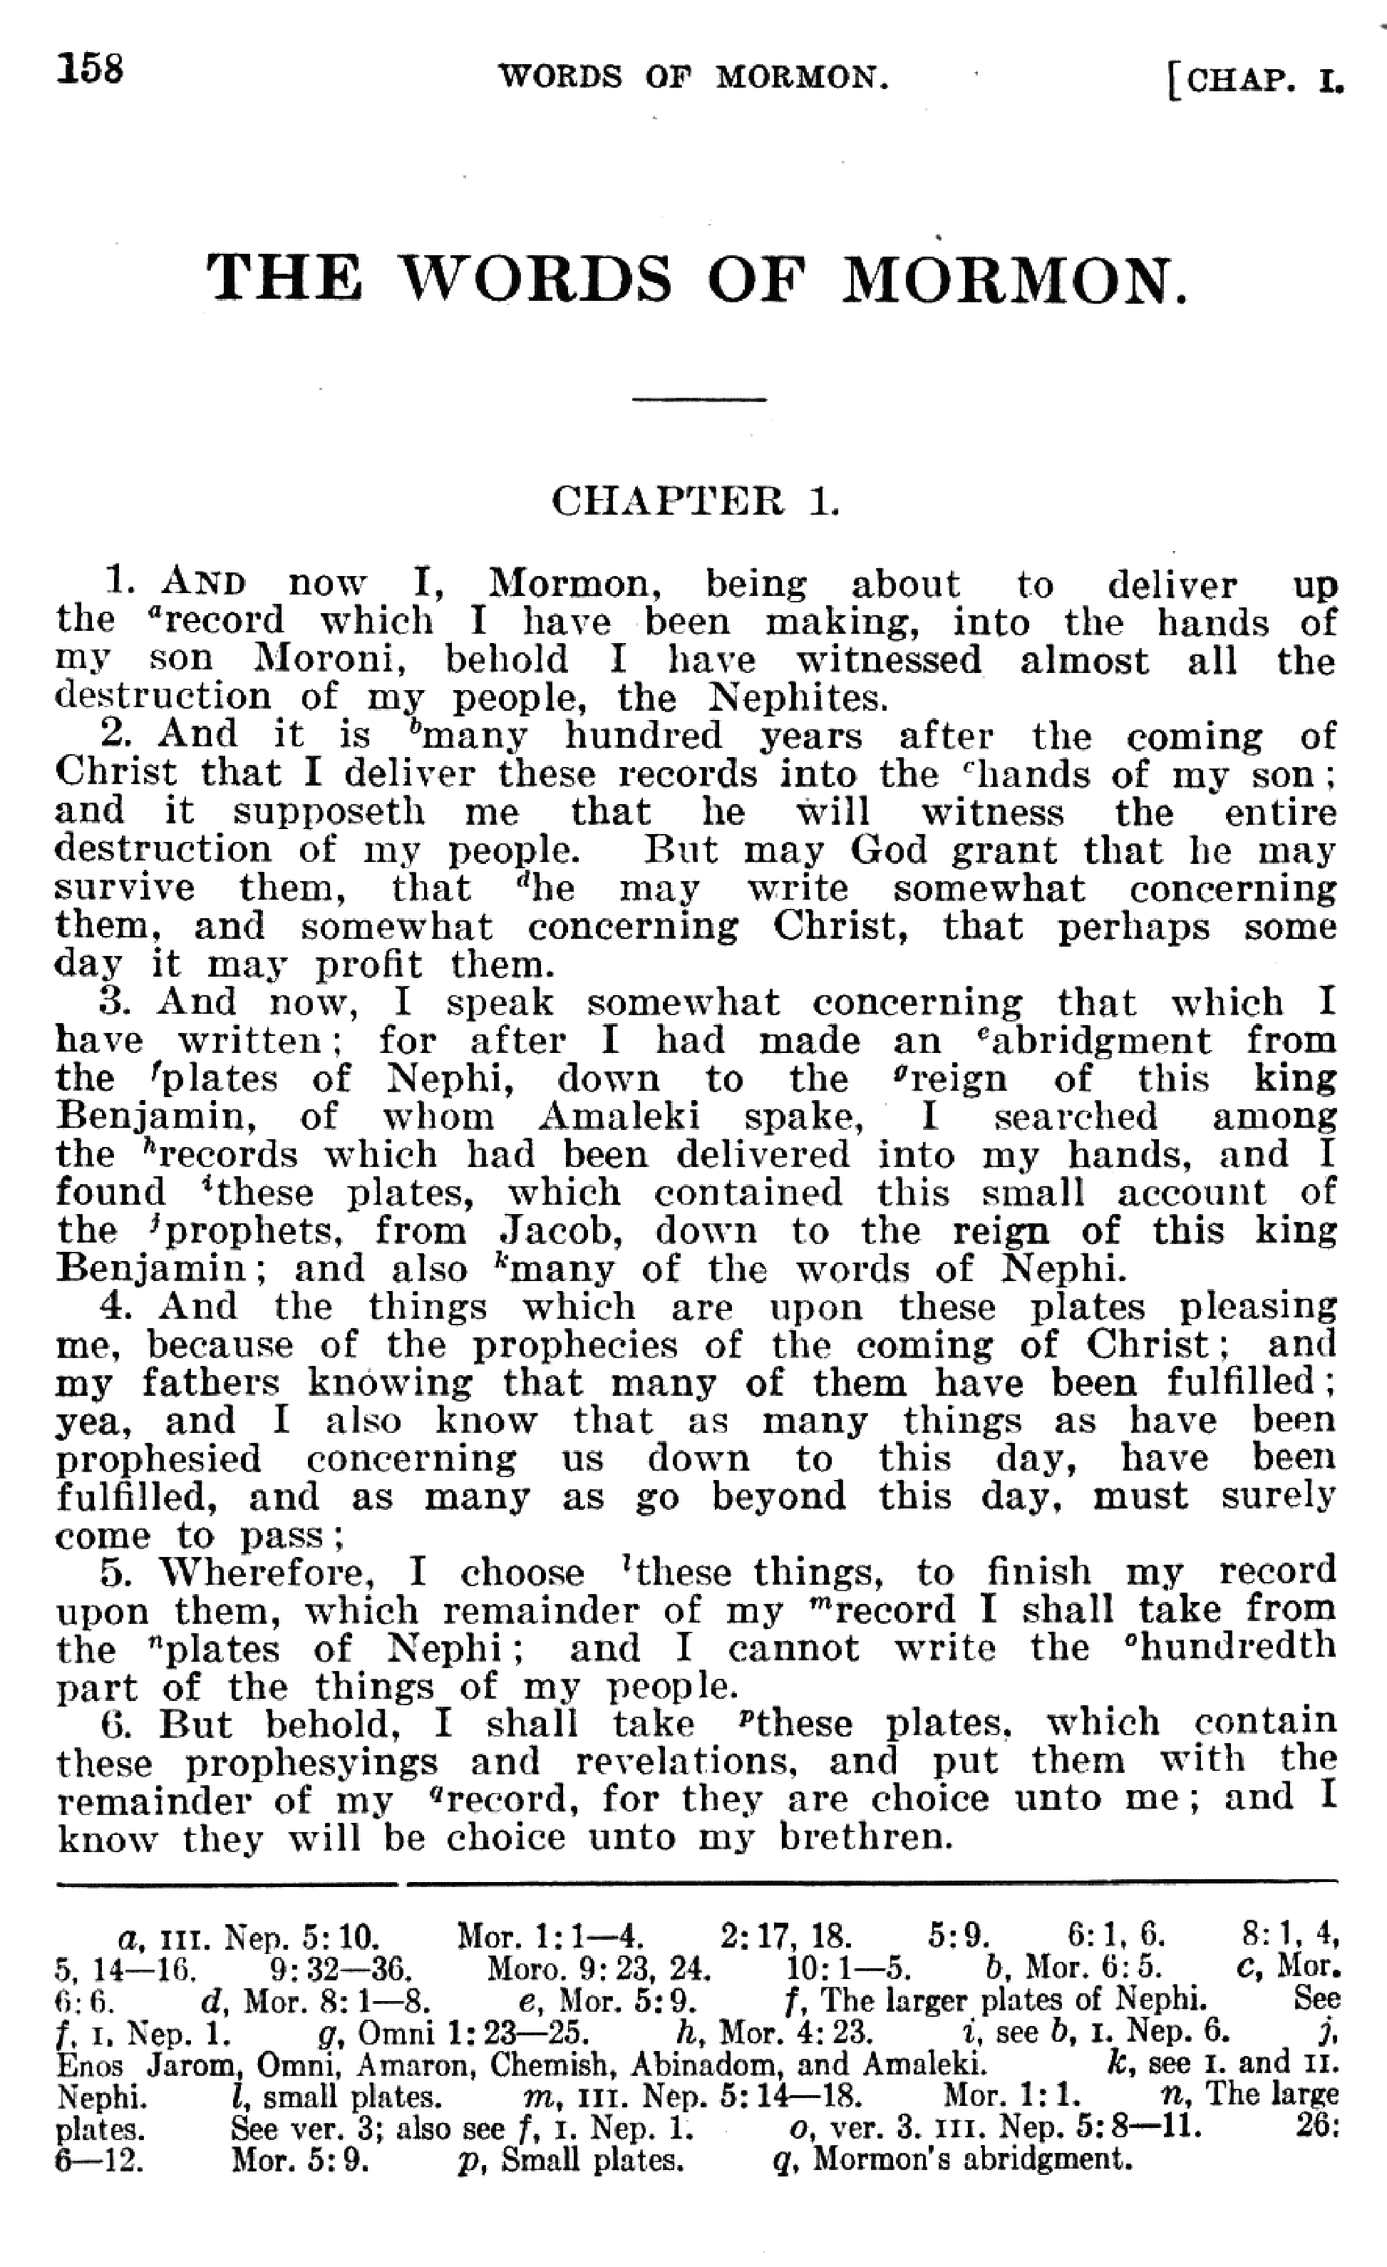 158 WORDS OF MORMON. [CHAP. I.
THE WORDS OF MORMON.
CHAPTER 1.
1. AND now I, Mormon, being about to deliver up
the ᵃrecord which I have been making, into the hands of
my son Moroni, behold I have witnessed almost all the
destruction of my people, the Nephites.
2. And it is ᵇmany hundred years after the coming of
Christ that I deliver these records into the ᶜhands of my son;
and it supposeth me that he will witness the entire
destruction of my people. But may God grant that he may
survive them, that ᵈhe may write somewhat concerning
them, and somewhat concerning Christ, that perhaps some
day it may profit them.
3. And now, I speak somewhat concerning that which I
have written; for after I had made an ᵉabridgment from
the ᶠplates of Nephi, down to the ᵍreign of this king
Benjamin, of whom Amaleki spake, I searched among
the ʰrecords which had been delivered into my hands, and I
found ⁱthese plates, which contained this small account of
the ʲprophets, from Jacob, down to the reign of this king
Benjamin; and also ᵏmany of the words of Nephi.
4. And the things which are upon these plates pleasing
me, because of the prophecies of the coming of Christ; and
my fathers knowing that many of them have been fulfilled;
yea, and I also know that as many things as have been
prophesied concerning us down to this day, have been
fulfilled, and as many as go beyond this day, must surely
come to pass;
5. Wherefore, I choose ˡthese things, to finish my record
upon them, which remainder of my ᵐrecord I shall take from
the ⁿplates of Nephi; and I cannot write the ᵒhundredth
part of the things of my people.
6. But behold, I shall take ᵖthese plates, which contain
these prophesyings and revelations, and put them with the
remainder of my qrecord, for they are choice unto me; and I
know they will be choice unto my brethren.
a, III. Nep. 5:10. Mor. 1:1—4. 2:17, 18. 5:9. 6:1, 6. 8:1, 4,
5, 14—16. 9:32—36. Moro. 9:23, 24. 10:1—5. b, Mor. 6:5. c, Mor.
6:6. d, Mor. 8:1—8. e, Mor. 5:9. f, The larger plates of Nephi. See
f, I, Nep. 1. g, Omni 1:23—25. h, Mor. 4:23. i, see b, I. Nep. 6. j,
Enos Jarom, Omni, Amaron, Chemish, Abinadom, and Amaleki. k, see I. and II.
Nephi. l, small plates. m, III. Nep. 5:14—18. Mor. 1:1. n, The large
plates. See ver. 3; also see f, I. Nep. 1. o, ver. 3. III. Nep. 5:8—11. 26:
6—12. Mor. 5:9. p, Small plates. q, Mormon's abridgment.